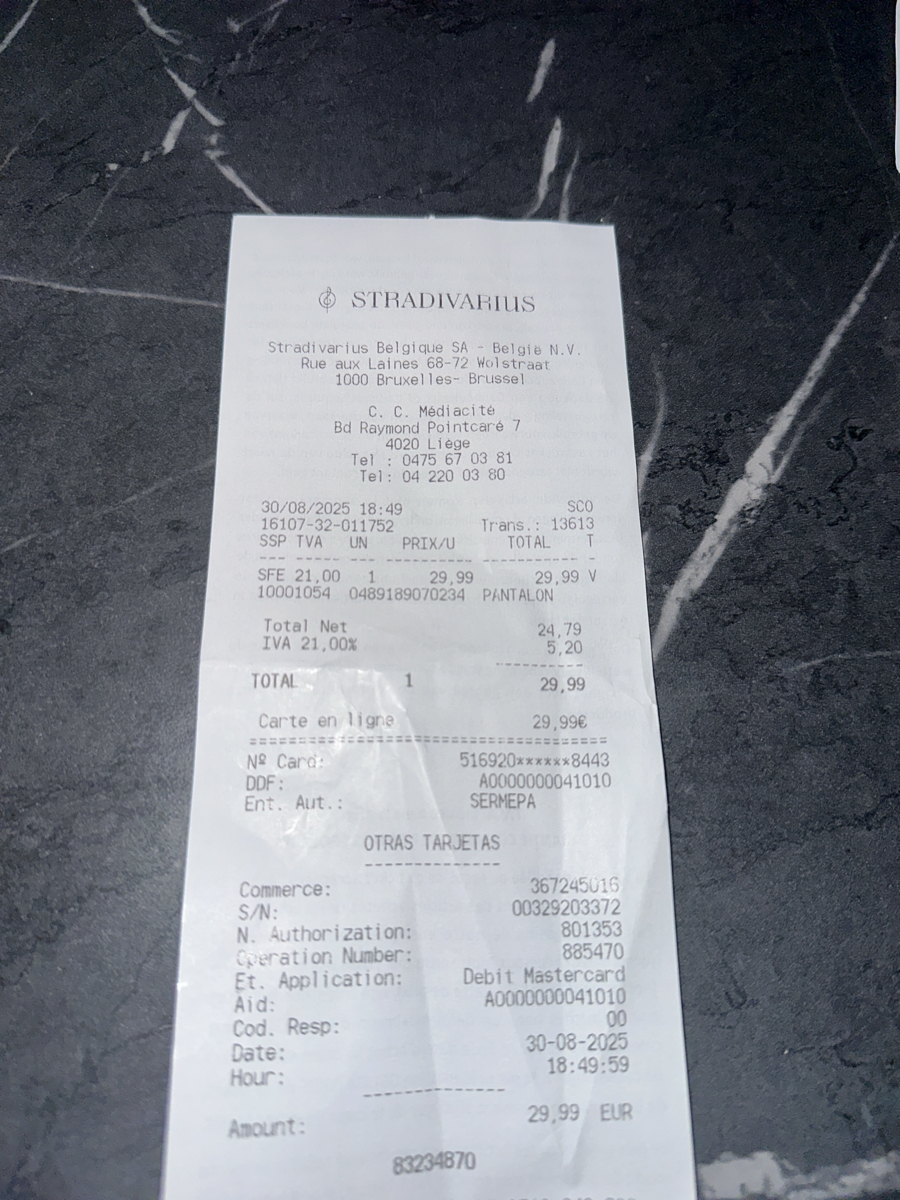 STRADIVARIUS
Stradivarius Belgique SA - Belgie N.V.
Rue aux Laines 68-72 Wolstraat
1000 Bruxelles- Brussel
C. C. Médiacité
Bd Raymond Pointcaré 7
4020 Liège
Tel : 0475 67 03 81
Tel: 04 220 03 80
30/08/2025 18:49 SCO
16107-32-011752 Trans.: 13613
SSP TVA UN PRIX/U TOTAL T
SFE 21,00 1 29,99 29,99 V
10001054 0489189070234 PANTALON
Total Net 24,79
IVA 21,00% 5,20
TOTAL 1 29,99
Carte en ligne 29,99€
Nº Card: 516920******8443
DDF: A0000000041010
Ent. Aut.: SERMEPA
OTRAS TARJETAS
Commerce: 367245016
S/N: 00329203372
N. Authorization: 801353
Operation Number: 885470
Et. Application: Debit Mastercard
Aid: A0000000041010
Cod. Resp: 00
Date: 30-08-2025
Hour: 18:49:59
Amount: 29,99 EUR
83234870